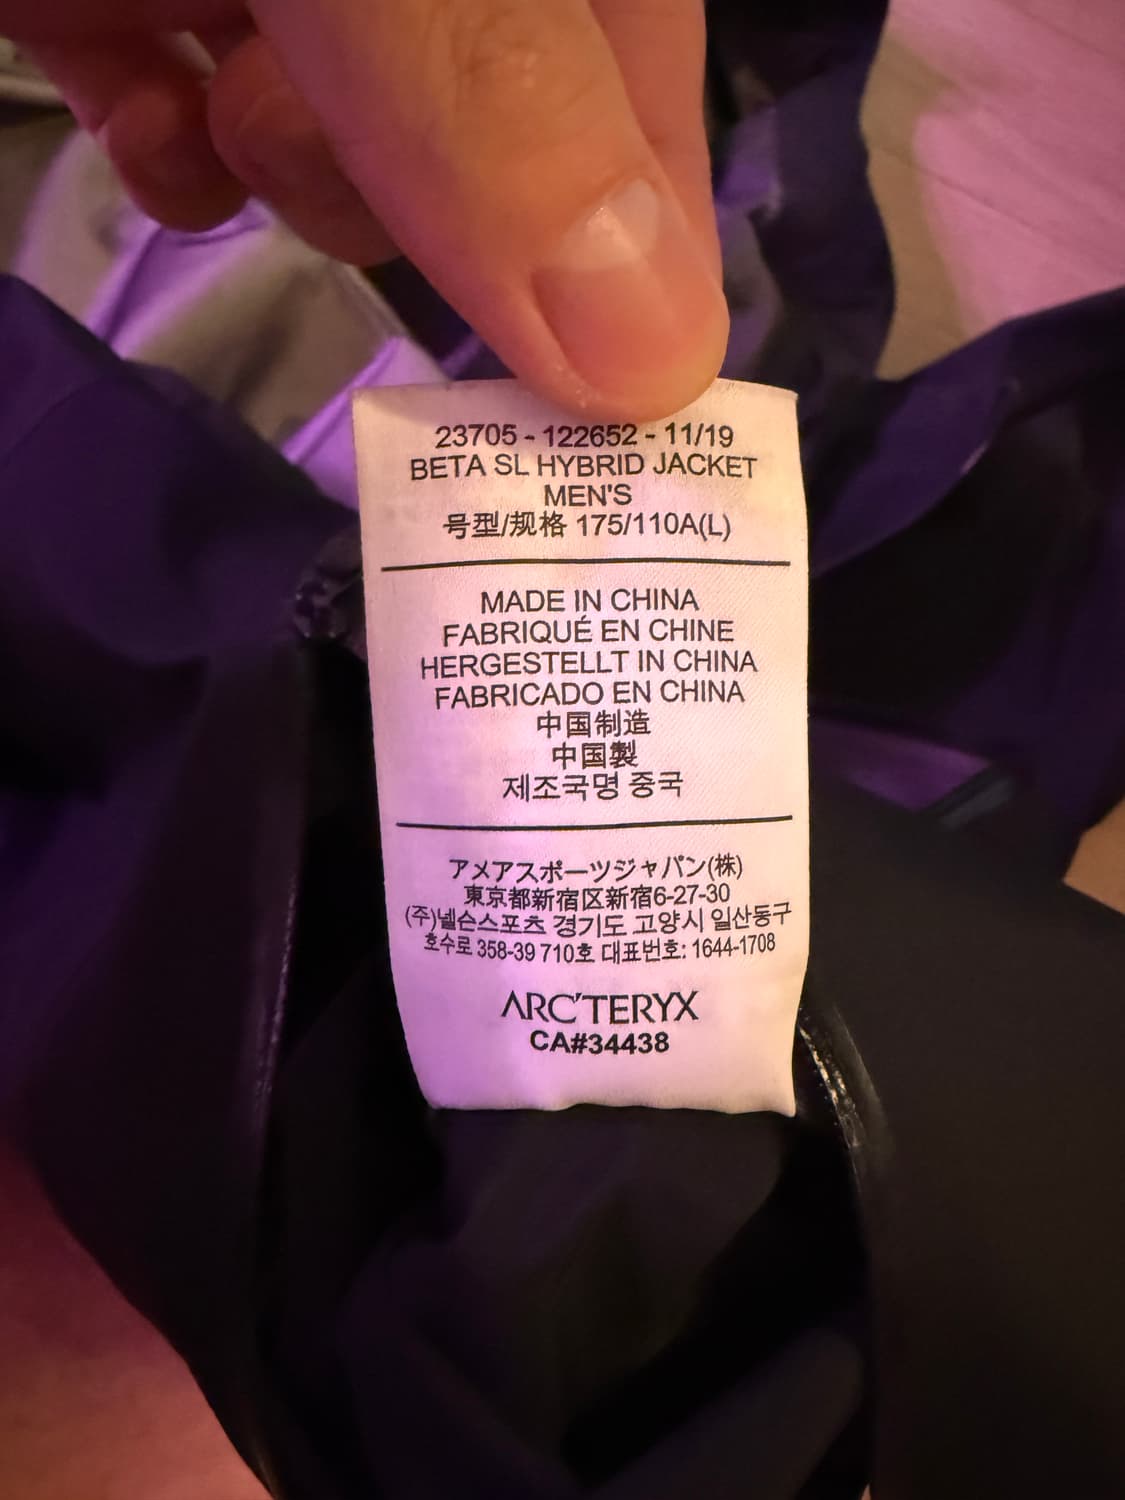 23705 - 122652 - 11/19
BETA SL HYBRID JACKET
MEN'S
号型/规格 175/110A(L)
MADE IN CHINA
FABRIQUÉ EN CHINE
HERGESTELLT IN CHINA
FABRICADO EN CHINA
中国制造
中国製
제조국명 중국
アメアスポーツジャパン(株)
東京都新宿区新宿6-27-30
(주)넬슨스포츠 경기도 고양시 일산동구
호수로 358-39 710호 대표번호: 1644-1708
ARC'TERYX
CA#34438